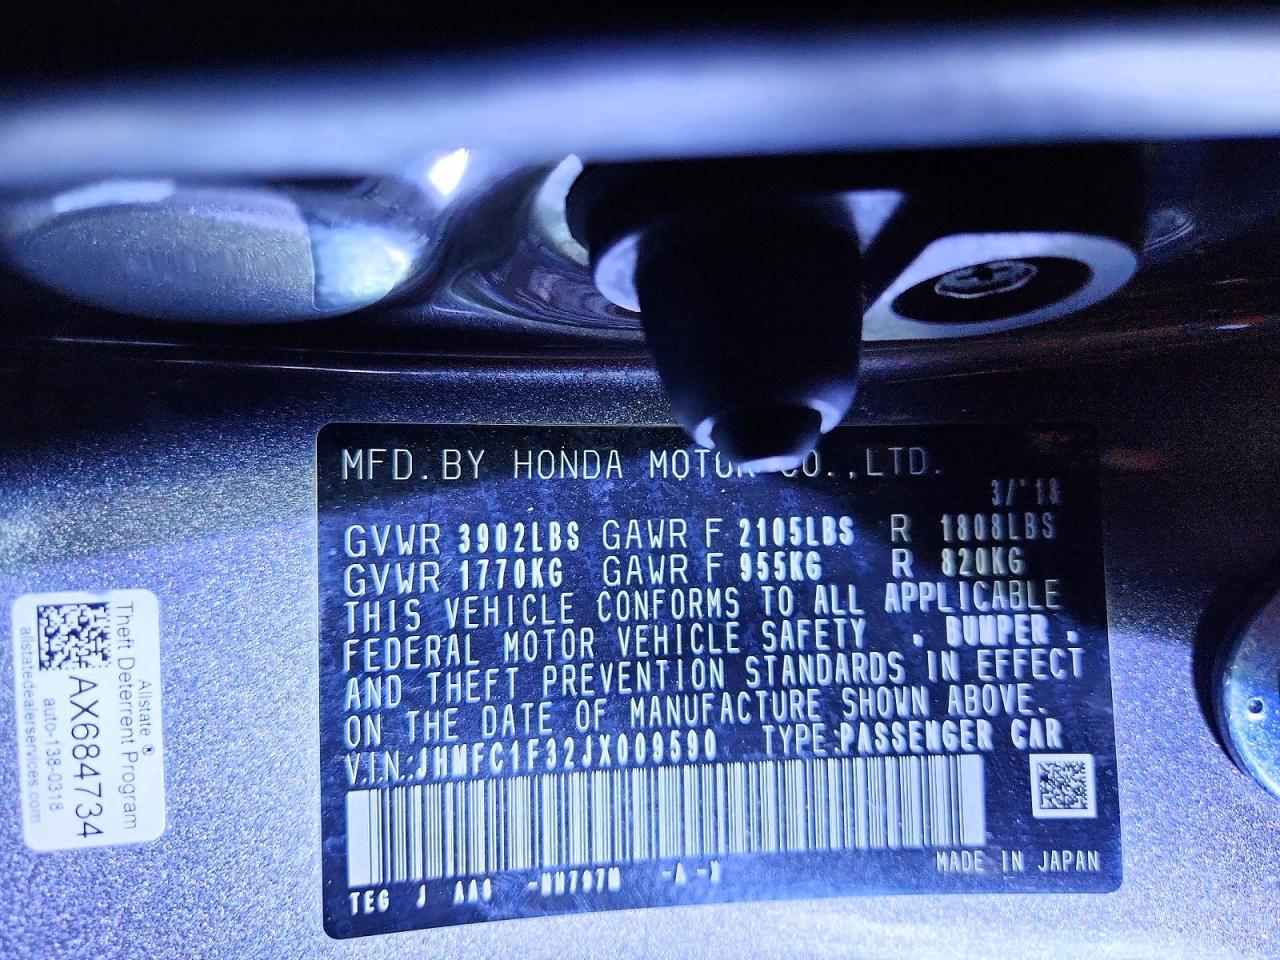 MFD. BY HONDA MOTOR CO., LTD.
3/'18
GVWR 3902LBS GAWR F 2105LBS R 1808LBS
GVWR 1770KG GAWR F 955KG R 820KG
THIS VEHICLE CONFORMS TO ALL APPLICABLE
FEDERAL MOTOR VEHICLE SAFETY , BUMPER ,
AND THEFT PREVENTION STANDARDS IN EFFECT
ON THE DATE OF MANUFACTURE SHOWN ABOVE.
V.I.N.:JHMFC1F32JX009590 TYPE:PASSENGER CAR
MADE IN JAPAN
TEG J AA8 -NH797M -A -X
Allstate®
Theft Deterrent Program
AX684734
auto-138-0318
allstatedealerservices.com